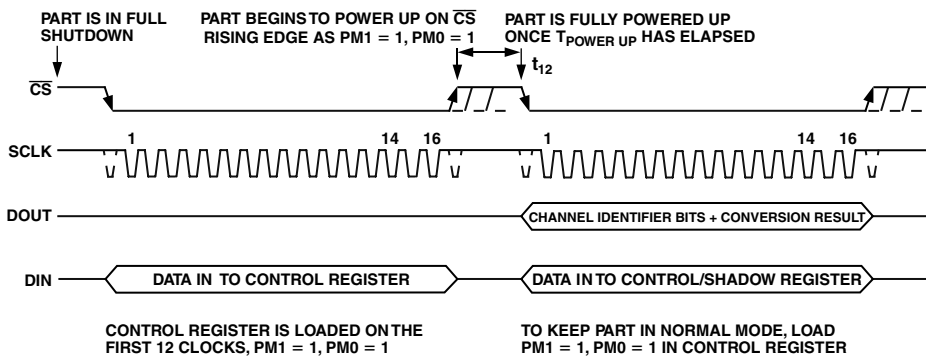 PART IS IN FULL
SHUTDOWN
PART BEGINS TO POWER UP ON CS
RISING EDGE AS PM1 = 1, PM0 = 1
PART IS FULLY POWERED UP
ONCE TPOWER UP HAS ELAPSED
t12
CS
SCLK
1
14
16
1
14
16
DOUT
CHANNEL IDENTIFIER BITS + CONVERSION RESULT
DIN
DATA IN TO CONTROL REGISTER
DATA IN TO CONTROL/SHADOW REGISTER
CONTROL REGISTER IS LOADED ON THE
FIRST 12 CLOCKS, PM1 = 1, PM0 = 1
TO KEEP PART IN NORMAL MODE, LOAD
PM1 = 1, PM0 = 1 IN CONTROL REGISTER